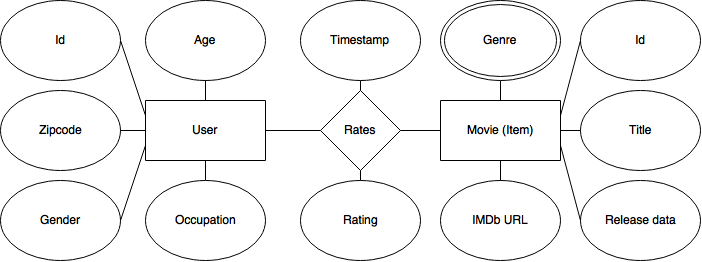 Id
Age
Timestamp
Genre
Id
Zipcode
User
Rates
Movie (Item)
Title
Gender
Occupation
Rating
IMDb URL
Release data